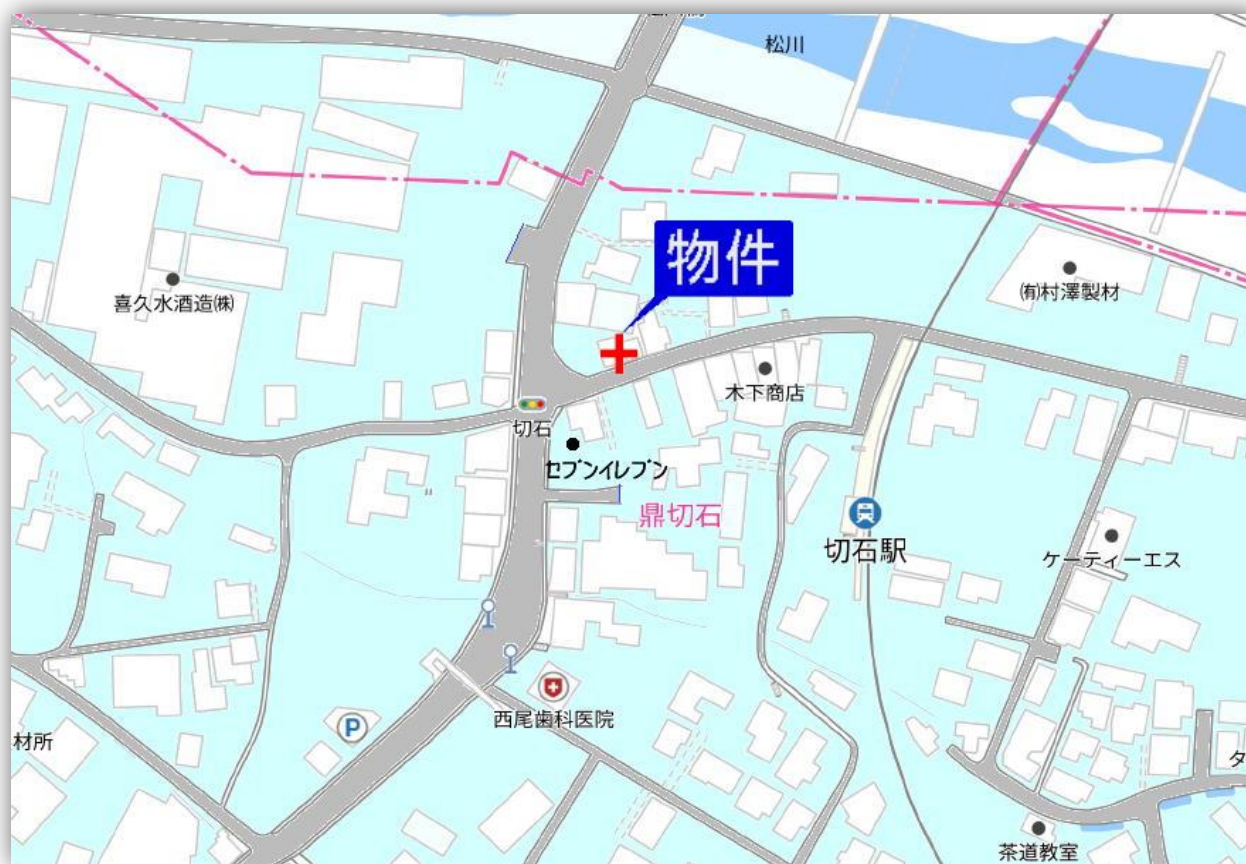 松川
物件
喜久水酒造㈱
㈲村澤製材
木下商店
切石
セブンイレブン
鼎切石
切石駅
ケーティーエス
西尾歯科医院
P
材所
タ
茶道教室